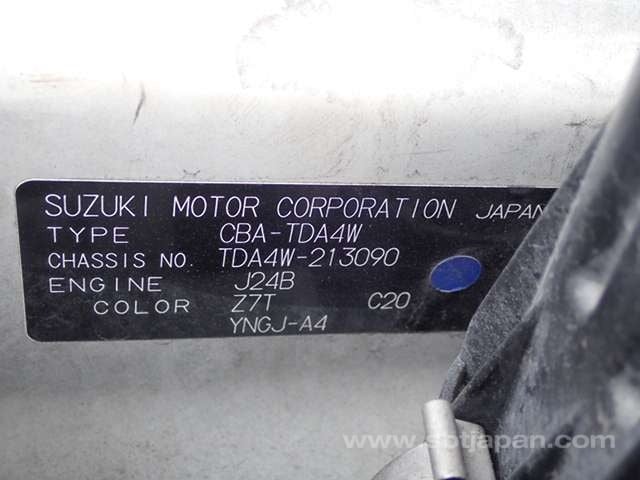 SUZUKI MOTOR CORPORATION JAPAN
TYPE CBA-TDA4W
CHASSIS NO. TDA4W-213090
ENGINE J24B
COLOR Z7T C20
YNGJ-A4
www.sbtjapan.com